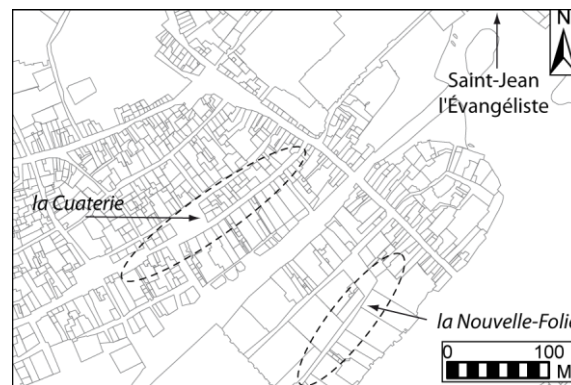 N
Saint-Jean
l'Évangéliste
la Cuaterie
la Nouvelle-Folie
0 100
M